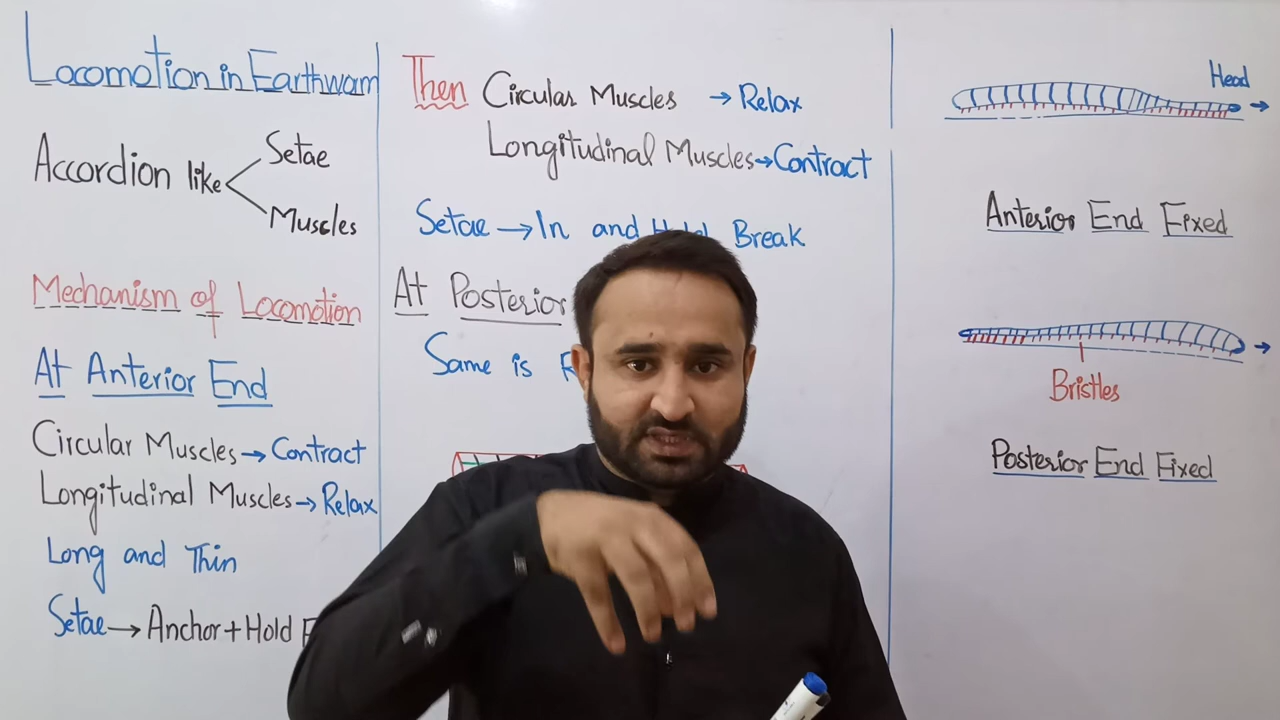 Locomotion in Earthworm
Accordion like
Setae
Muscles
Mechanism of Locomotion
At Anterior End
Circular Muscles → Contract
Longitudinal Muscles → Relax
Long and Thin
Setae → Anchor + Hold
Then Circular Muscles → Relax
Longitudinal Muscles → Contract
Setae → In and Break
At Posterior
Same is
Head
Anterior End Fixed
Bristles
Posterior End Fixed